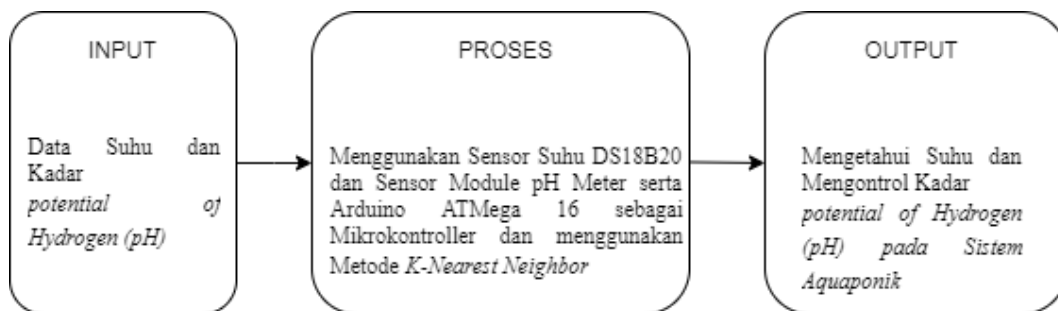 INPUT
Data Suhu dan
Kadar
potential of
Hydrogen (pH)
PROSES
Menggunakan Sensor Suhu DS18B20
dan Sensor Module pH Meter serta
Arduino ATMega 16 sebagai
Mikrokontroller dan menggunakan
Metode K-Nearest Neighbor
OUTPUT
Mengetahui Suhu dan
Mengontrol Kadar
potential of Hydrogen
(pH) pada Sistem
Aquaponik